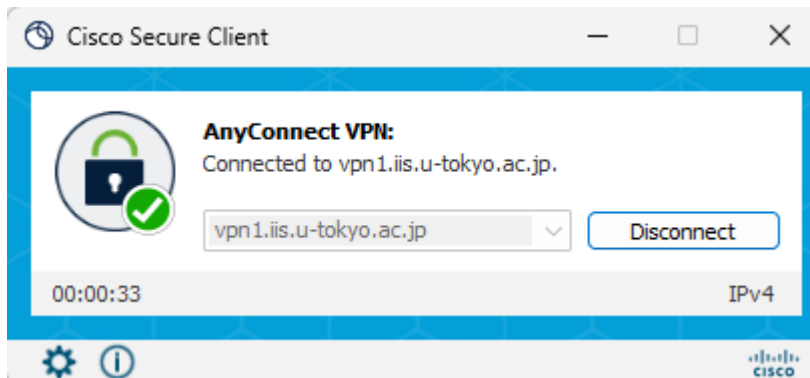 Cisco Secure Client
AnyConnect VPN:
Connected to vpn1.iis.u-tokyo.ac.jp.
vpn1.iis.u-tokyo.ac.jp
Disconnect
00:00:33
IPv4
cisco